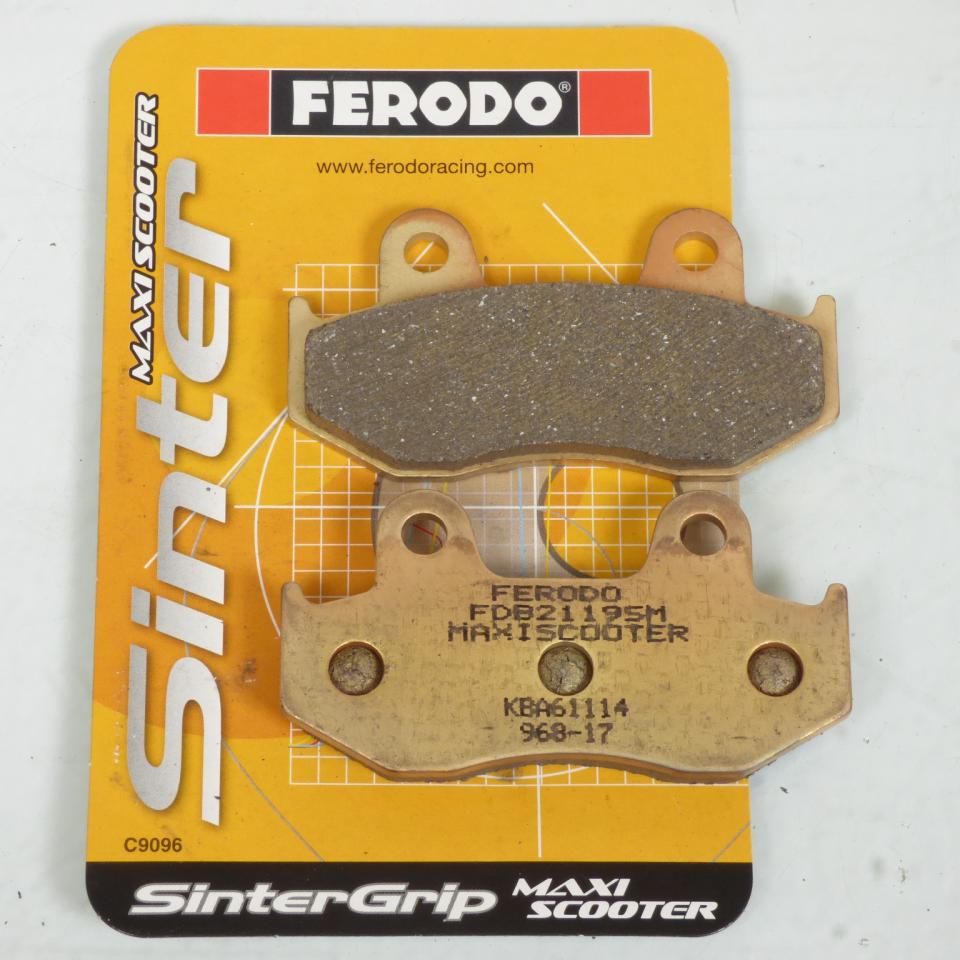 FERODO®
www.ferodoracing.com
MAXI SCOOTER
Sinter
FERODO
FDB2119SM
MAXISCOOTER
KBA61114
968-17
C9096
SinterGrip MAXI SCOOTER